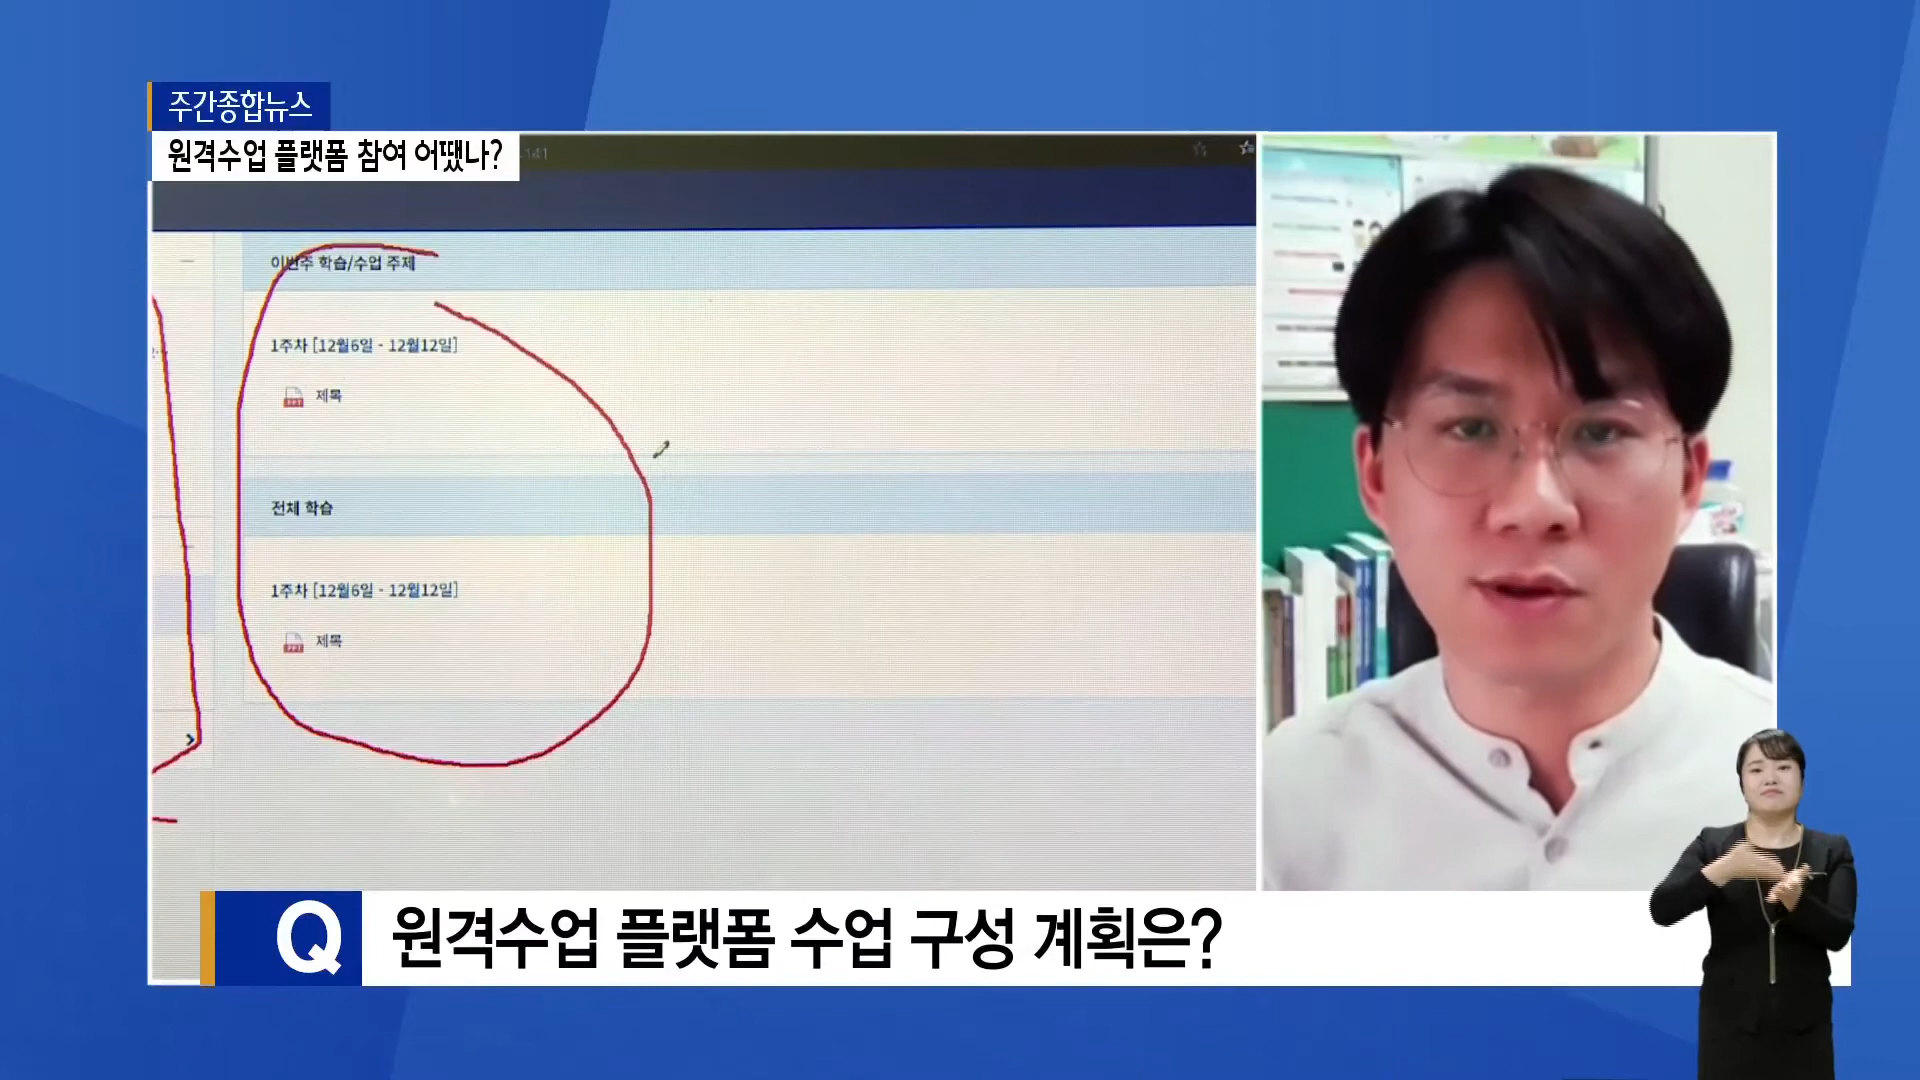 주간종합뉴스
원격수업 플랫폼 참여 어땠나?
이번주 학습/수업 주제
1주차 [12월6일 - 12월12일]
PPT 제목
전체 학습
1주차 [12월6일 - 12월12일]
PPT 제목
Q 원격수업 플랫폼 수업 구성 계획은?